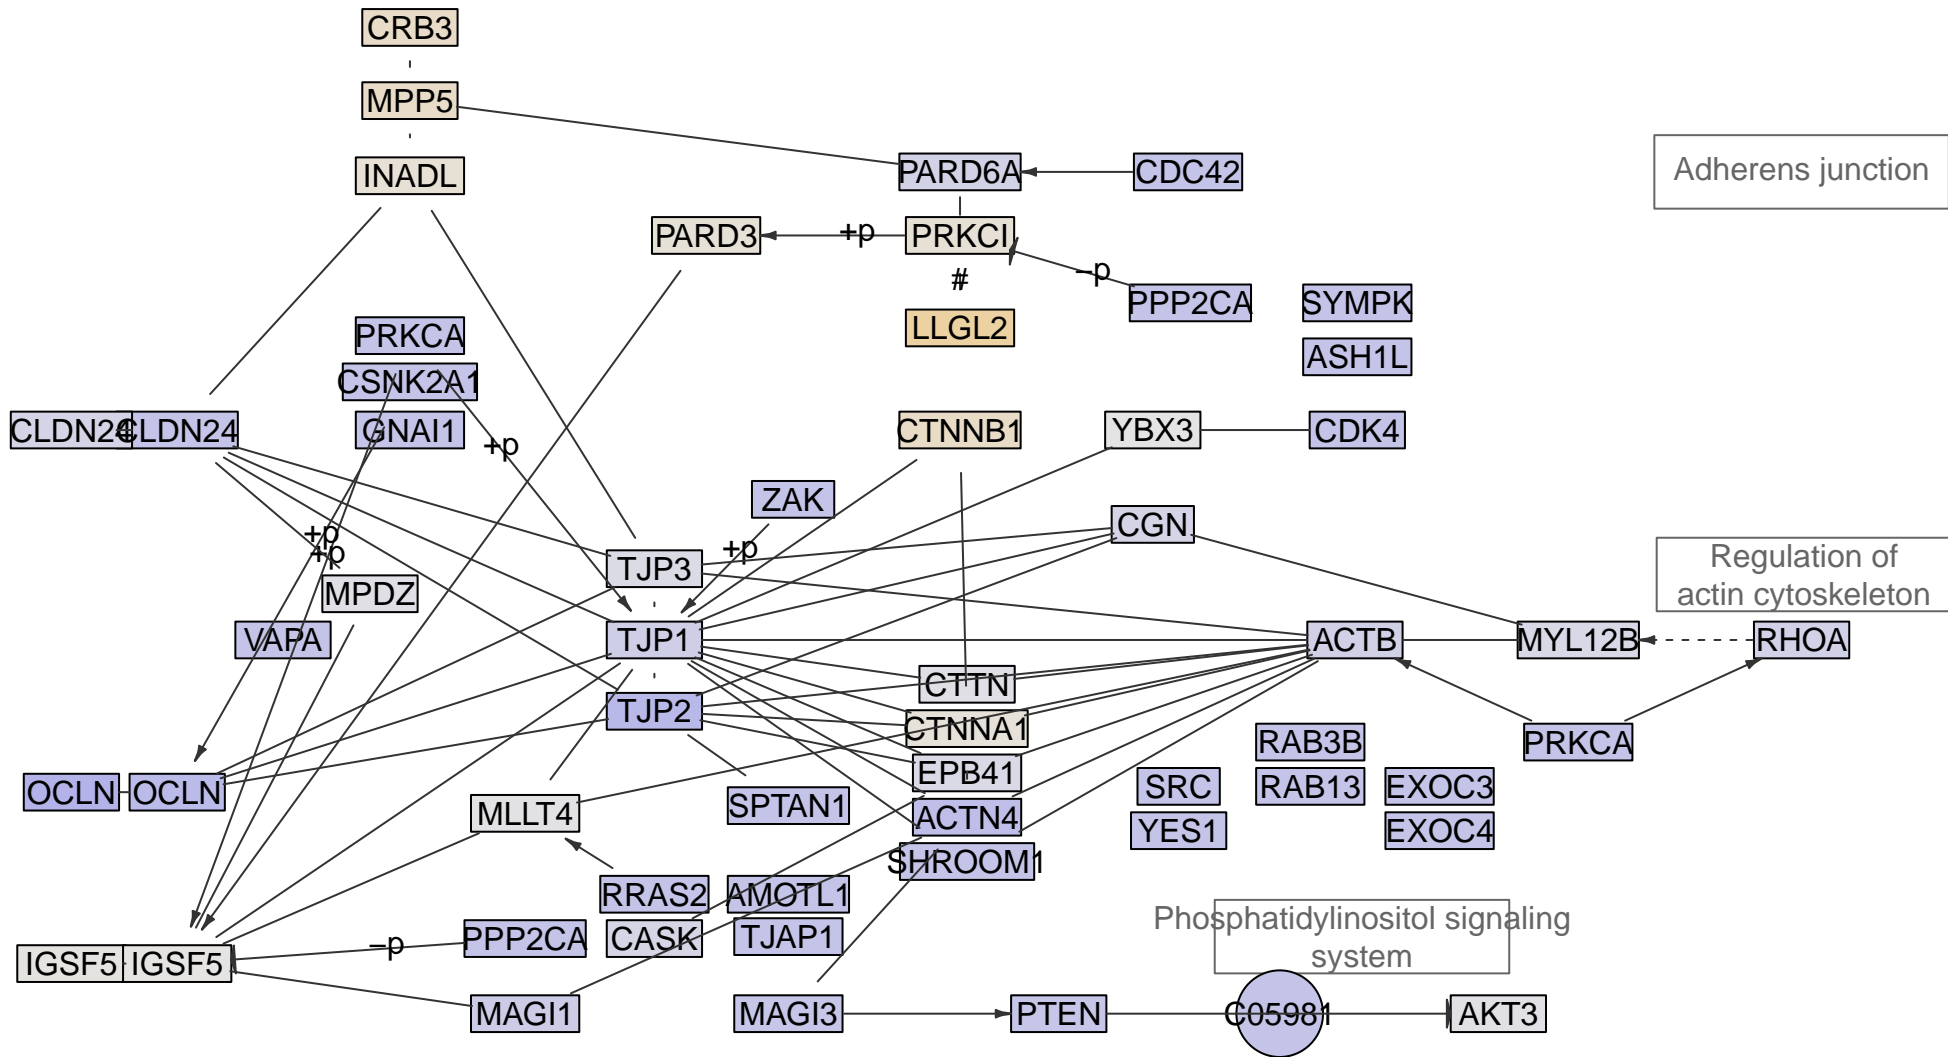 CRB3
MPP5
INADL
PARD6A
CDC42
Adherens junction
PARD3
+p
PRKCI
–p
#
PPP2CA
SYMPK
LLGL2
PRKCA
ASH1L
CSNK2A1
CLDN24
CLDN24
GNAI1
+p
CTNNB1
YBX3
CDK4
ZAK
CGN
+p
+p
+p
TJP3
Regulation of
actin cytoskeleton
MPDZ
VAPA
TJP1
ACTB
MYL12B
RHOA
CTTN
TJP2
CTNNA1
RAB3B
PRKCA
EPB41
OCLN
OCLN
SRC
RAB13
EXOC3
MLLT4
SPTAN1
ACTN4
YES1
EXOC4
SHROOM1
RRAS2
AMOTL1
Phosphatidylinositol signaling
system
–p
PPP2CA
CASK
TJAP1
IGSF5
IGSF5
MAGI1
MAGI3
PTEN
C05981
AKT3